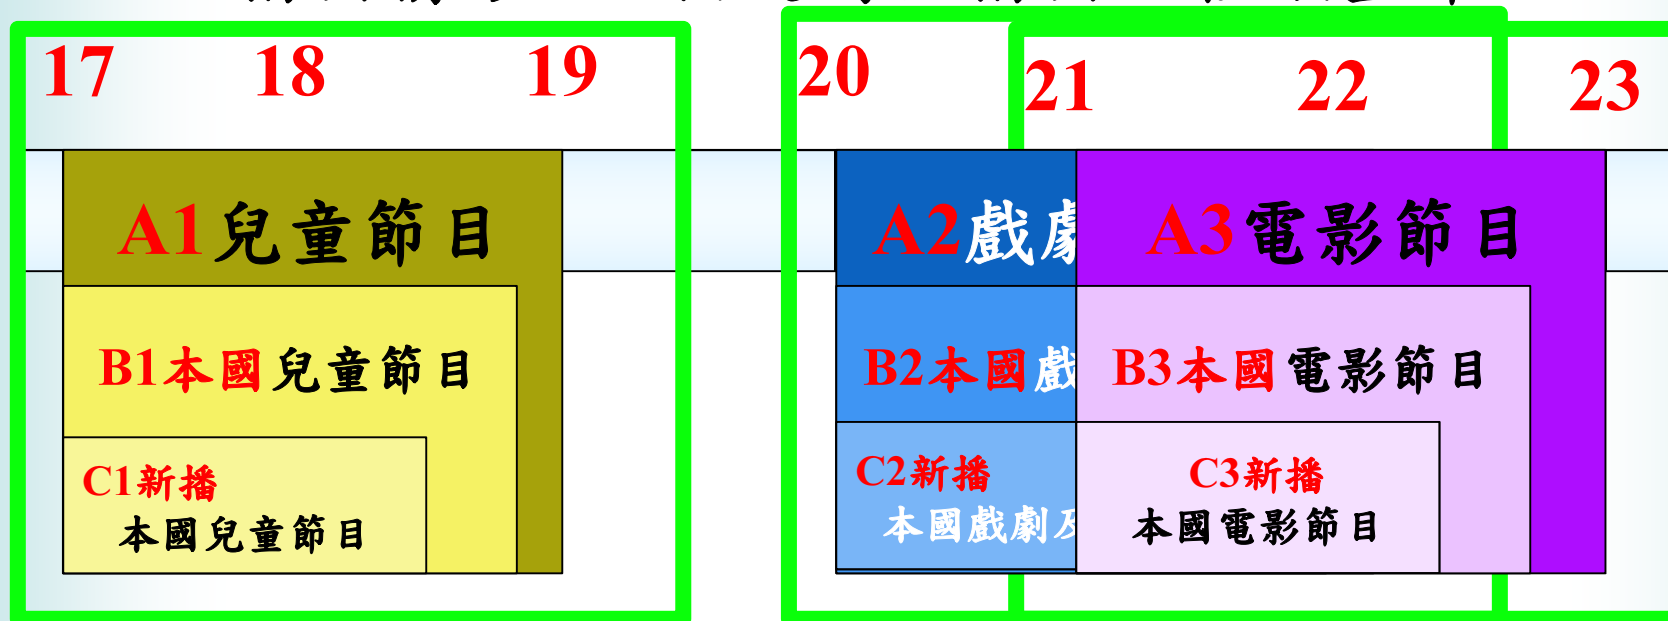 17 18 19 20 21 22 23
A1兒童節目
A2戲劇
A3電影節目
B1本國兒童節目
B2本國戲
B3本國電影節目
C1新播
本國兒童節目
C2新播
本國戲劇及
C3新播
本國電影節目